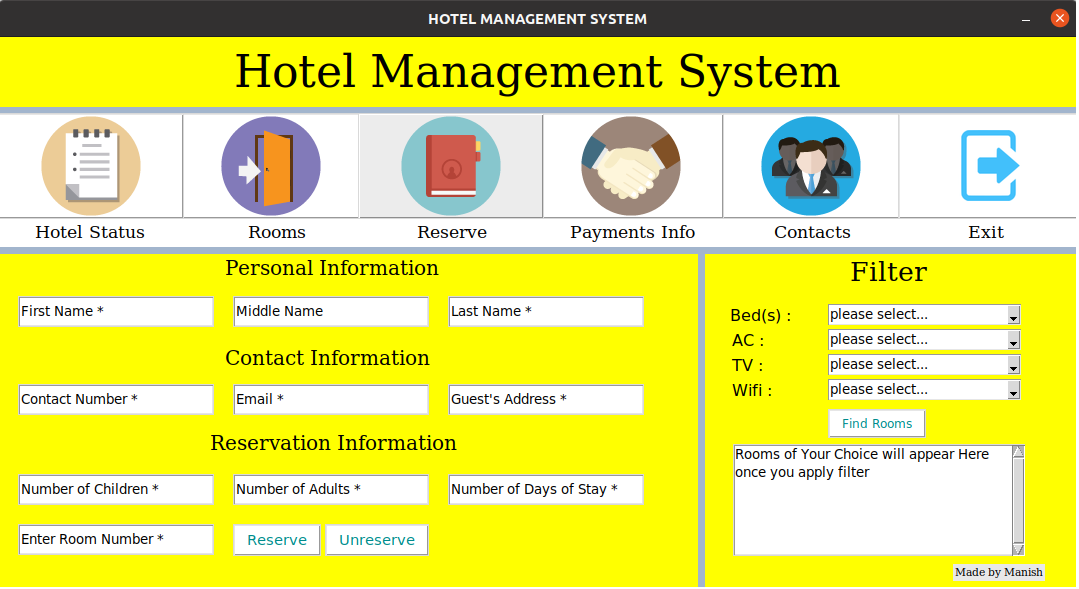 HOTEL MANAGEMENT SYSTEM
Hotel Management System
Hotel Status
Rooms
Reserve
Payments Info
Contacts
Exit
Personal Information
First Name *
Middle Name
Last Name *
Contact Information
Contact Number *
Email *
Guest's Address *
Reservation Information
Number of Children *
Number of Adults *
Number of Days of Stay *
Enter Room Number *
Reserve
Unreserve
Filter
Bed(s) : please select...
AC : please select...
TV : please select...
Wifi : please select...
Find Rooms
Rooms of Your Choice will appear Here
once you apply filter
Made by Manish